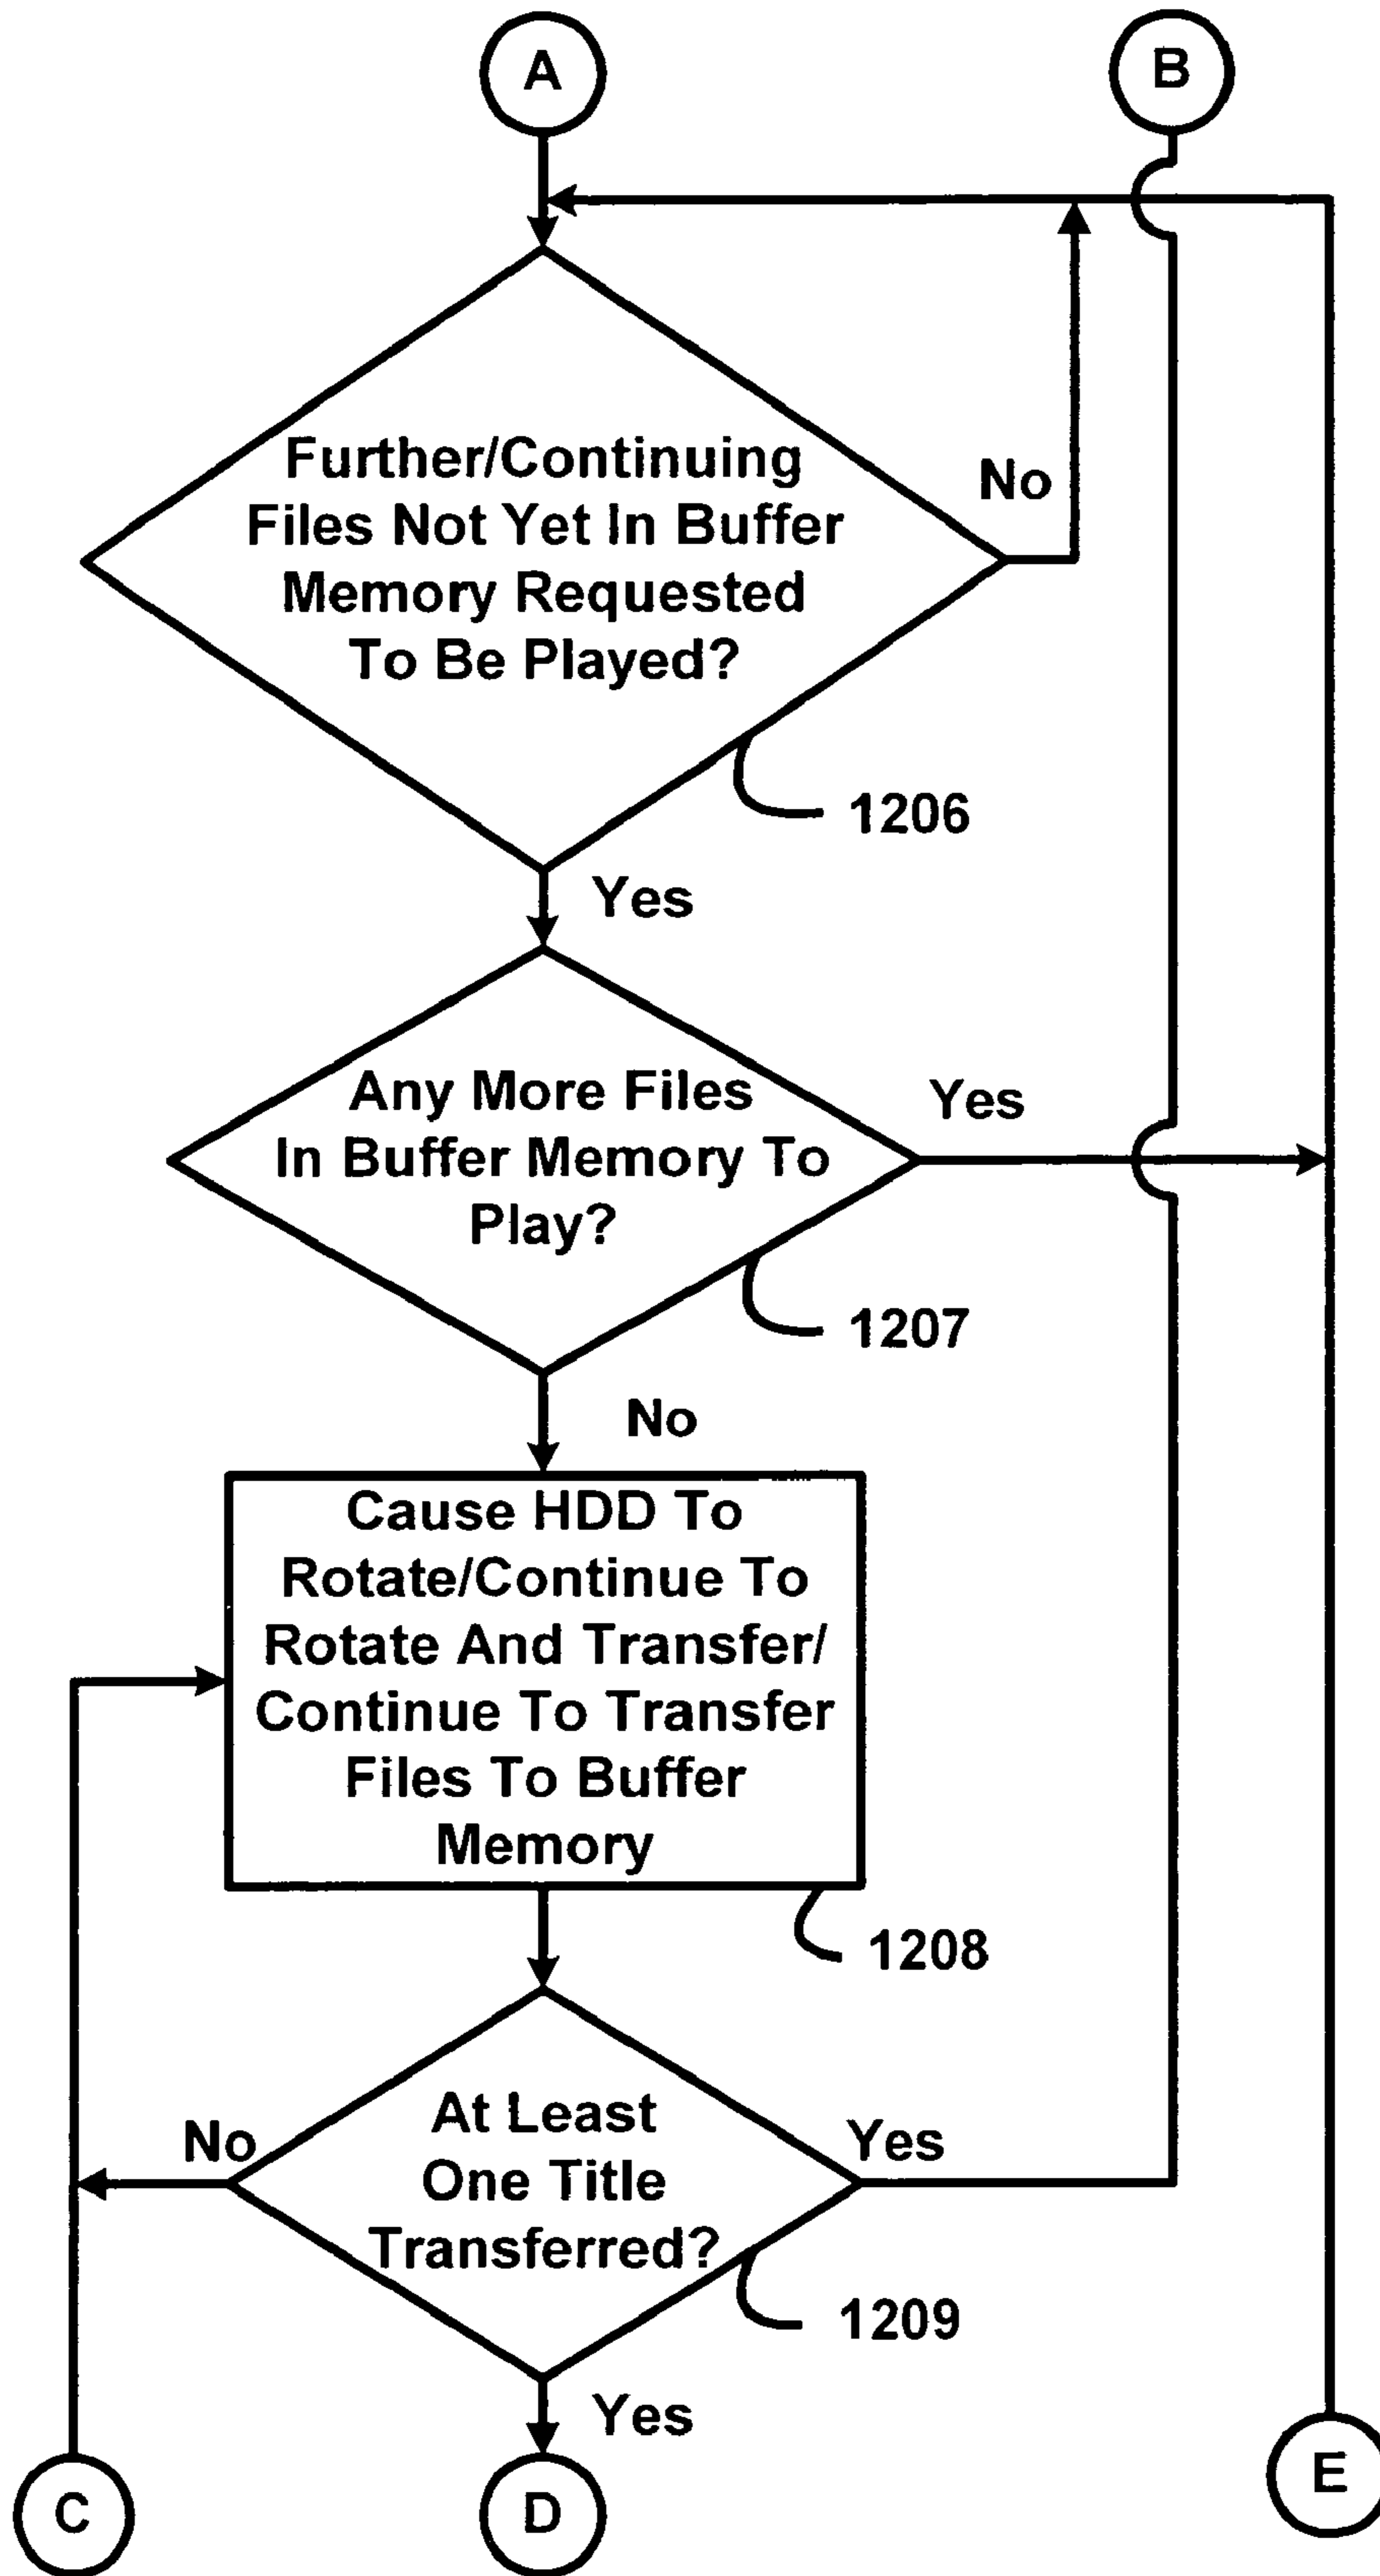 A
B
Further/Continuing
Files Not Yet In Buffer
Memory Requested
To Be Played?
No
1206
Yes
Any More Files
In Buffer Memory To
Play?
Yes
1207
No
Cause HDD To
Rotate/Continue To
Rotate And Transfer/
Continue To Transfer
Files To Buffer
Memory
1208
At Least
One Title
Transferred?
No
Yes
1209
Yes
C
D
E